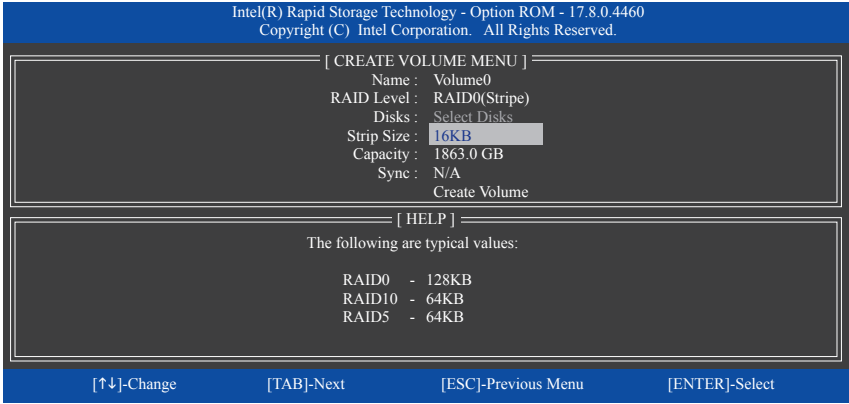 Intel(R) Rapid Storage Technology - Option ROM - 17.8.0.4460
Copyright (C) Intel Corporation. All Rights Reserved.
[ CREATE VOLUME MENU ]
Name : Volume0
RAID Level : RAID0(Stripe)
Disks : Select Disks
Strip Size : 16KB
Capacity : 1863.0 GB
Sync : N/A
Create Volume
[ HELP ]
The following are typical values:
RAID0 - 128KB
RAID10 - 64KB
RAID5 - 64KB
[↑↓]-Change [TAB]-Next [ESC]-Previous Menu [ENTER]-Select